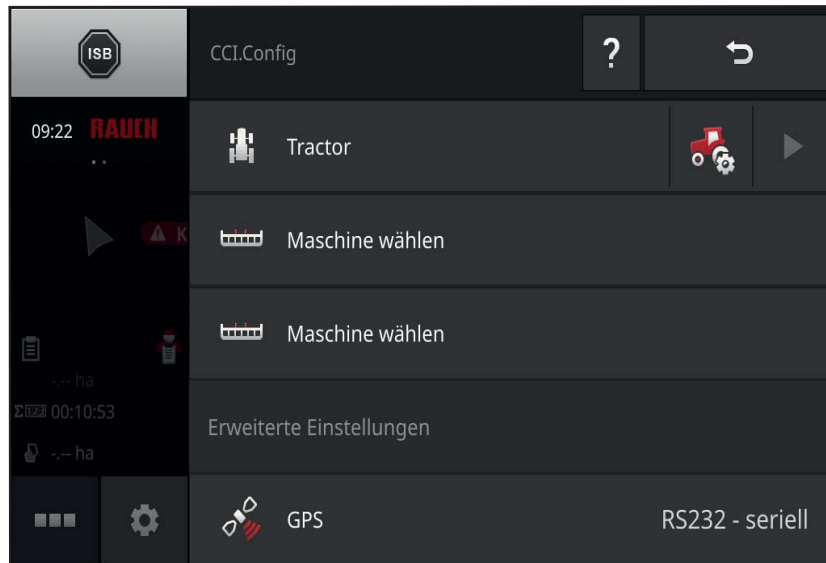 ISB
CCI.Config
?
09:22 RAUCH
Tractor
K
Maschine wählen
Maschine wählen
-,-- ha
Σ 123 00:10:53
Erweiterte Einstellungen
-,-- ha
GPS
RS232 - seriell